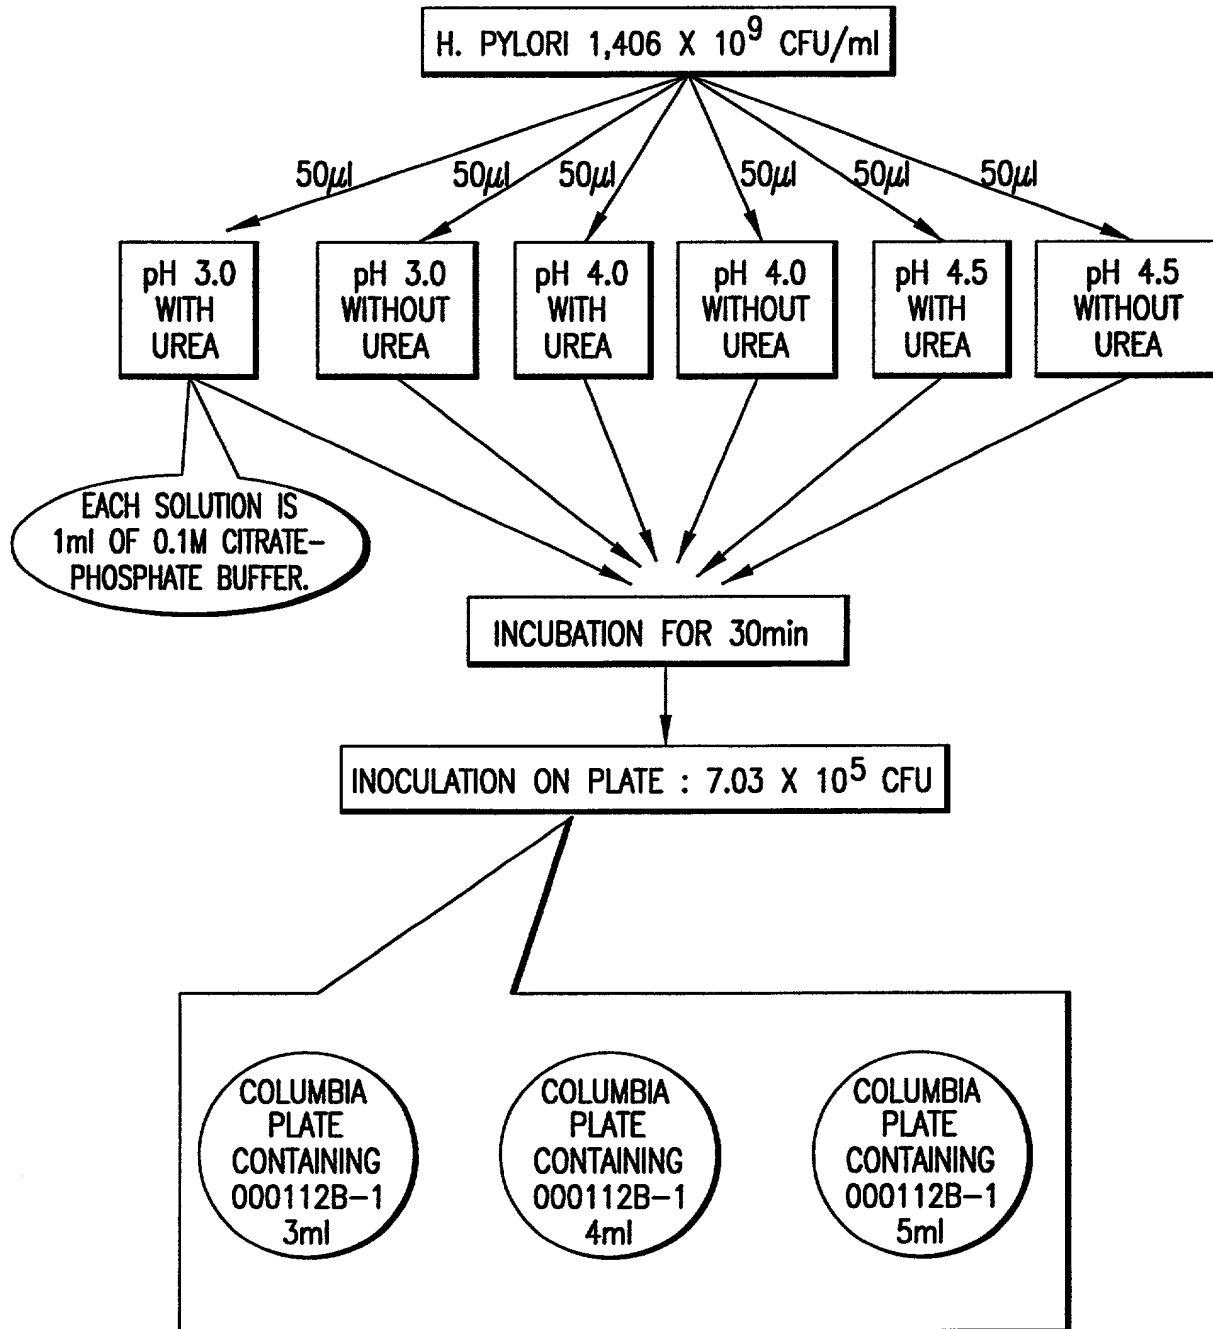 H. PYLORI 1,406 X 10⁹ CFU/ml
50µl 50µl 50µl 50µl 50µl 50µl
pH 3.0
WITH
UREA
pH 3.0
WITHOUT
UREA
pH 4.0
WITH
UREA
pH 4.0
WITHOUT
UREA
pH 4.5
WITH
UREA
pH 4.5
WITHOUT
UREA
EACH SOLUTION IS
1ml OF 0.1M CITRATE-
PHOSPHATE BUFFER.
INCUBATION FOR 30min
INOCULATION ON PLATE : 7.03 X 10⁵ CFU
COLUMBIA
PLATE
CONTAINING
000112B-1
3ml
COLUMBIA
PLATE
CONTAINING
000112B-1
4ml
COLUMBIA
PLATE
CONTAINING
000112B-1
5ml